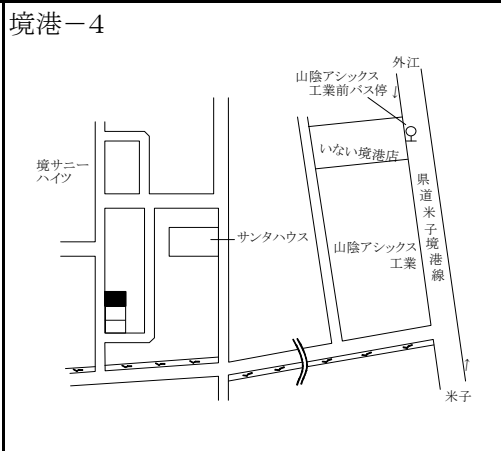 境港－4
外江
山陰アシックス
工業前バス停
↓
いない境港店
境サニー
ハイツ
サンタハウス
山陰アシックス
工業
県道米子境港線
↑
米子